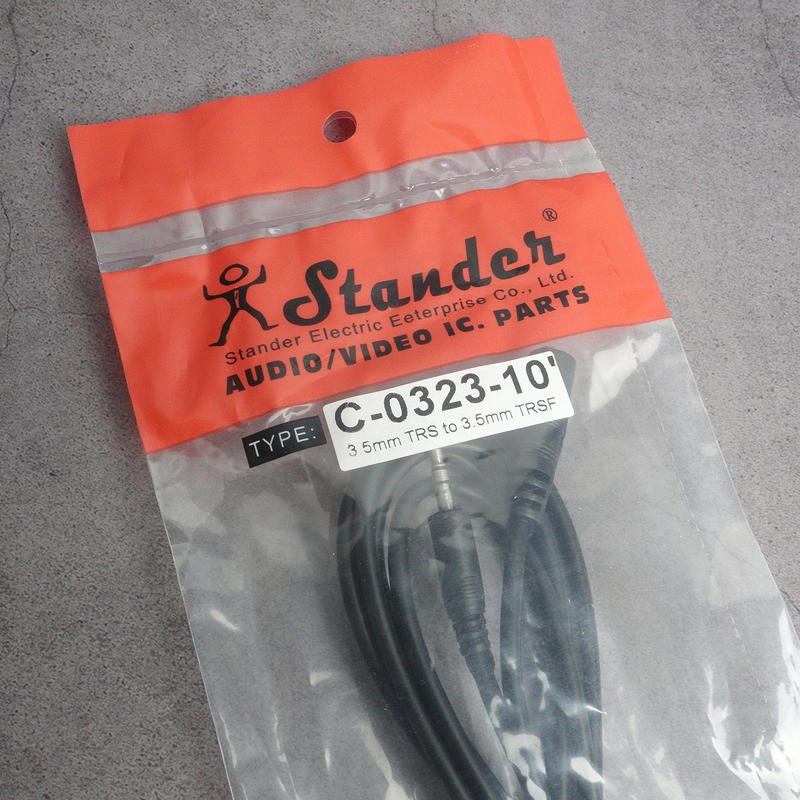 Stander®
Stander Electric Eeterprise Co., Ltd.
AUDIO/VIDEO IC. PARTS
TYPE: C-0323-10'
3.5mm TRS to 3.5mm TRSF